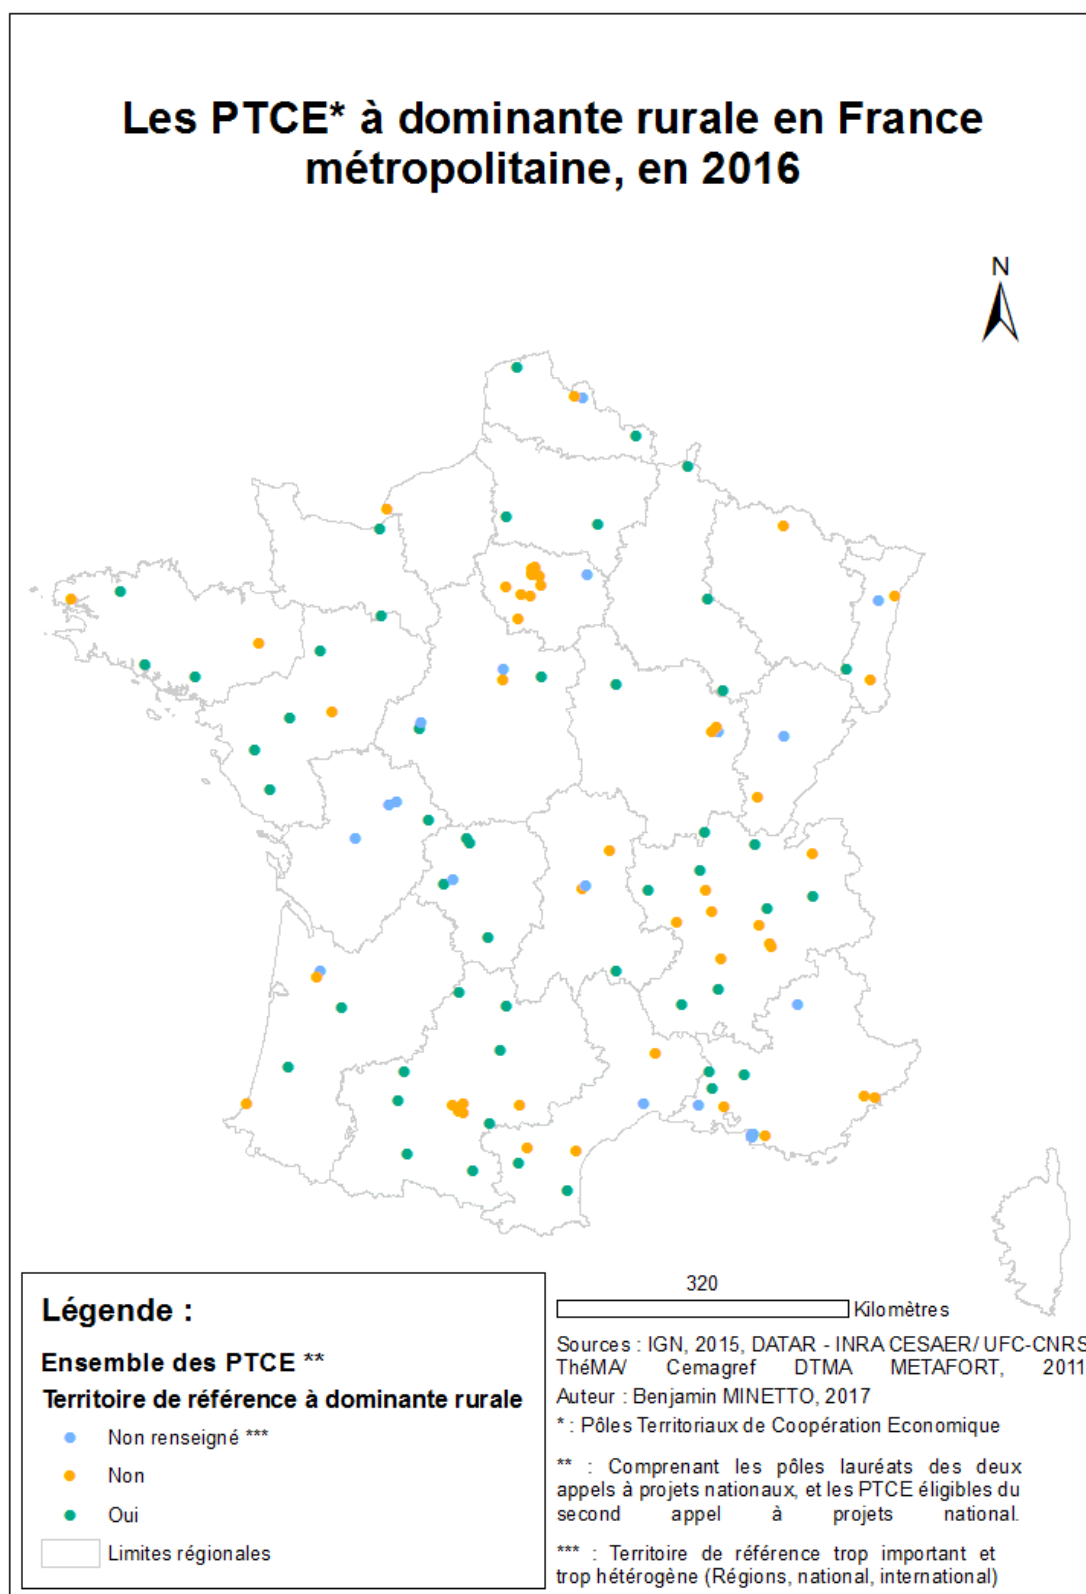 Les PTCE* à dominante rurale en France
métropolitaine, en 2016
N
320
Kilomètres
Légende :
Ensemble des PTCE **
Territoire de référence à dominante rurale
Non renseigné ***
Non
Oui
Limites régionales
Sources : IGN, 2015, DATAR - INRA CESAER/ UFC-CNRS
ThéMA/ Cemagref DTMA METAFORT, 2011
Auteur : Benjamin MINETTO, 2017
* : Pôles Territoriaux de Coopération Economique
** : Comprenant les pôles lauréats des deux
appels à projets nationaux, et les PTCE éligibles du
second appel à projets national.
*** : Territoire de référence trop important et
trop hétérogène (Régions, national, international)